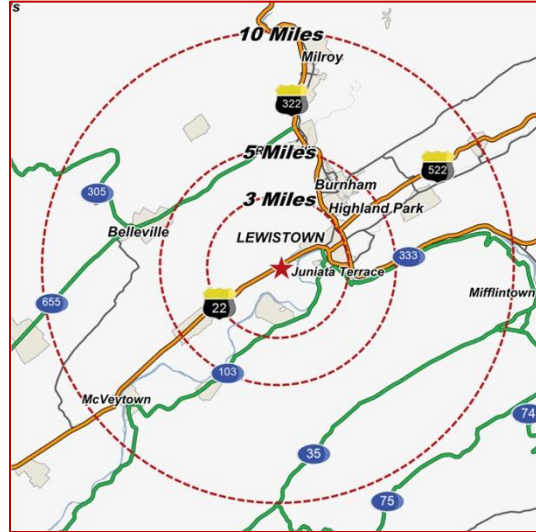 s
10 Miles
Milroy
322
5 Miles
522
Burnham
305
3 Miles
Highland Park
Belleville
LEWISTOWN
333
Juniata Terrace
Mifflintown
655
22
103
McVeytown
74
35
75